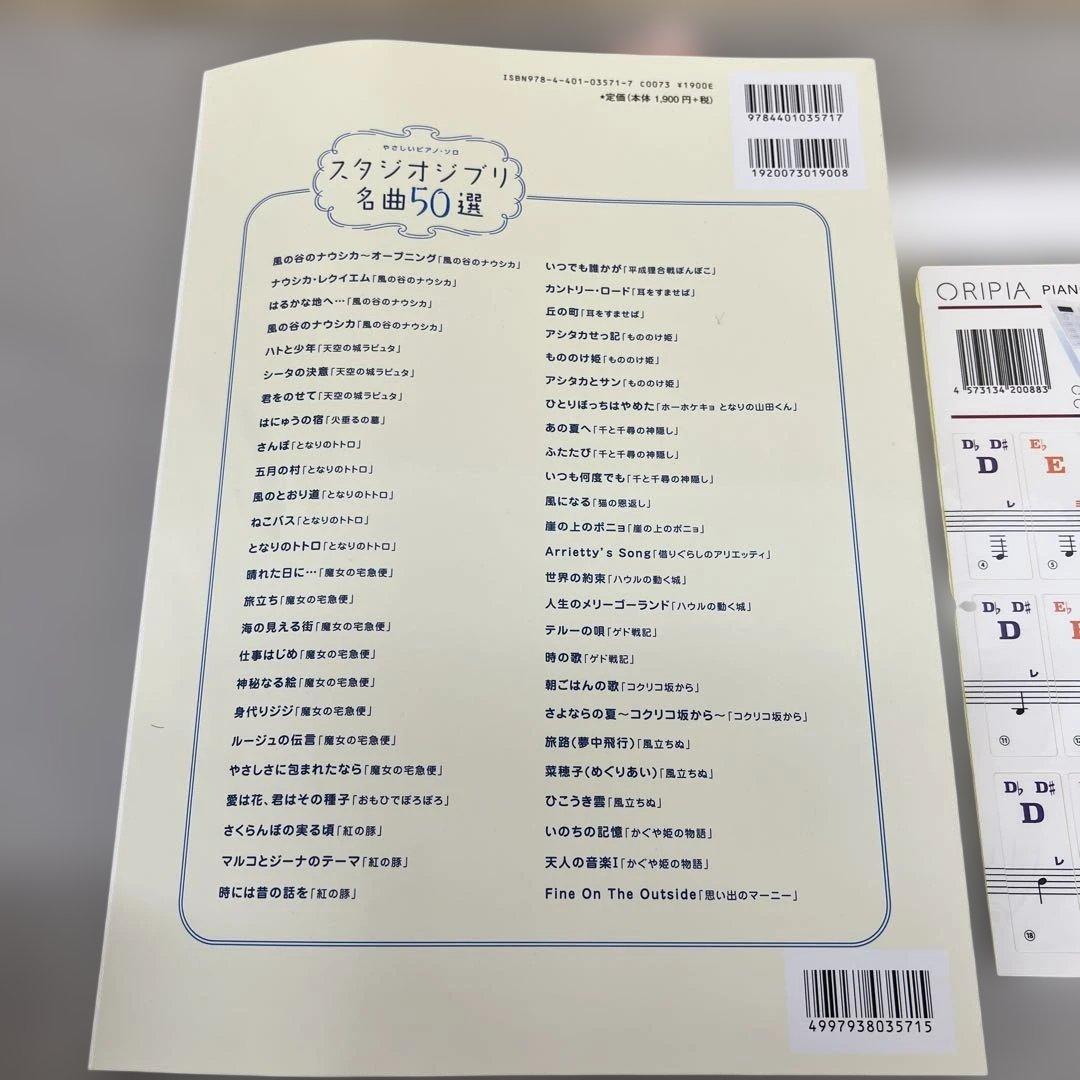 ISBN978-4-401-03571-7 C0073 ¥1900E
*定価(本体 1,900円+税)
9784401035717
1920073019008
やさしいピアノ・ソロ
スタジオジブリ
名曲50選
風の谷のナウシカ〜オープニング「風の谷のナウシカ」
ナウシカ・レクイエム「風の谷のナウシカ」
はるかな地へ…「風の谷のナウシカ」
風の谷のナウシカ「風の谷のナウシカ」
ハトと少年「天空の城ラピュタ」
シータの決意「天空の城ラピュタ」
君をのせて「天空の城ラピュタ」
はにゅうの宿「火垂るの墓」
さんぽ「となりのトトロ」
五月の村「となりのトトロ」
風のとおり道「となりのトトロ」
ねこバス「となりのトトロ」
となりのトトロ「となりのトトロ」
晴れた日に…「魔女の宅急便」
旅立ち「魔女の宅急便」
海の見える街「魔女の宅急便」
仕事はじめ「魔女の宅急便」
神秘なる絵「魔女の宅急便」
身代りジジ「魔女の宅急便」
ルージュの伝言「魔女の宅急便」
やさしさに包まれたなら「魔女の宅急便」
愛は花、君はその種子「おもひでぽろぽろ」
さくらんぼの実る頃「紅の豚」
マルコとジーナのテーマ「紅の豚」
時には昔の話を「紅の豚」
いつでも誰かが「平成狸合戦ぽんぽこ」
カントリー・ロード「耳をすませば」
丘の町「耳をすませば」
アシタカせっ記「もののけ姫」
もののけ姫「もののけ姫」
アシタカとサン「もののけ姫」
ひとりぼっちはやめた「ホーホケキョ となりの山田くん」
あの夏へ「千と千尋の神隠し」
ふたたび「千と千尋の神隠し」
いつも何度でも「千と千尋の神隠し」
風になる「猫の恩返し」
崖の上のポニョ「崖の上のポニョ」
Arrietty's Song「借りぐらしのアリエッティ」
世界の約束「ハウルの動く城」
人生のメリーゴーランド「ハウルの動く城」
テルーの唄「ゲド戦記」
時の歌「ゲド戦記」
朝ごはんの歌「コクリコ坂から」
さよならの夏〜コクリコ坂から〜「コクリコ坂から」
旅路(夢中飛行)「風立ちぬ」
菜穂子(めぐりあい)「風立ちぬ」
ひこうき雲「風立ちぬ」
いのちの記憶「かぐや姫の物語」
天人の音楽I「かぐや姫の物語」
Fine On The Outside「思い出のマーニー」
4997938035715
ORIPIA PIANO
4573134200883
D♭ D♯ E♭
D E
レ
④ ⑤
D♭ D♯ E♭
D
レ
⑪
D♭ D♯
D
レ
⑱